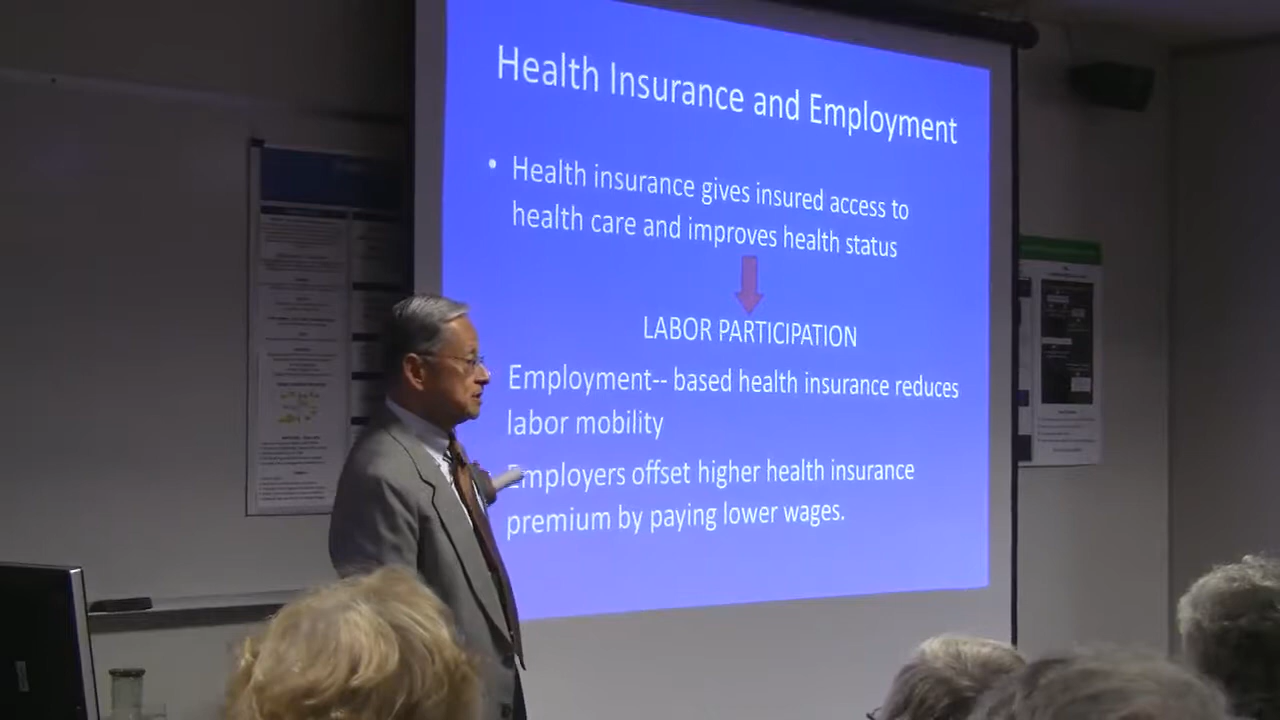 Health Insurance and Employment
• Health insurance gives insured access to
health care and improves health status
LABOR PARTICIPATION
Employment-- based health insurance reduces
labor mobility
Employers offset higher health insurance
premium by paying lower wages.